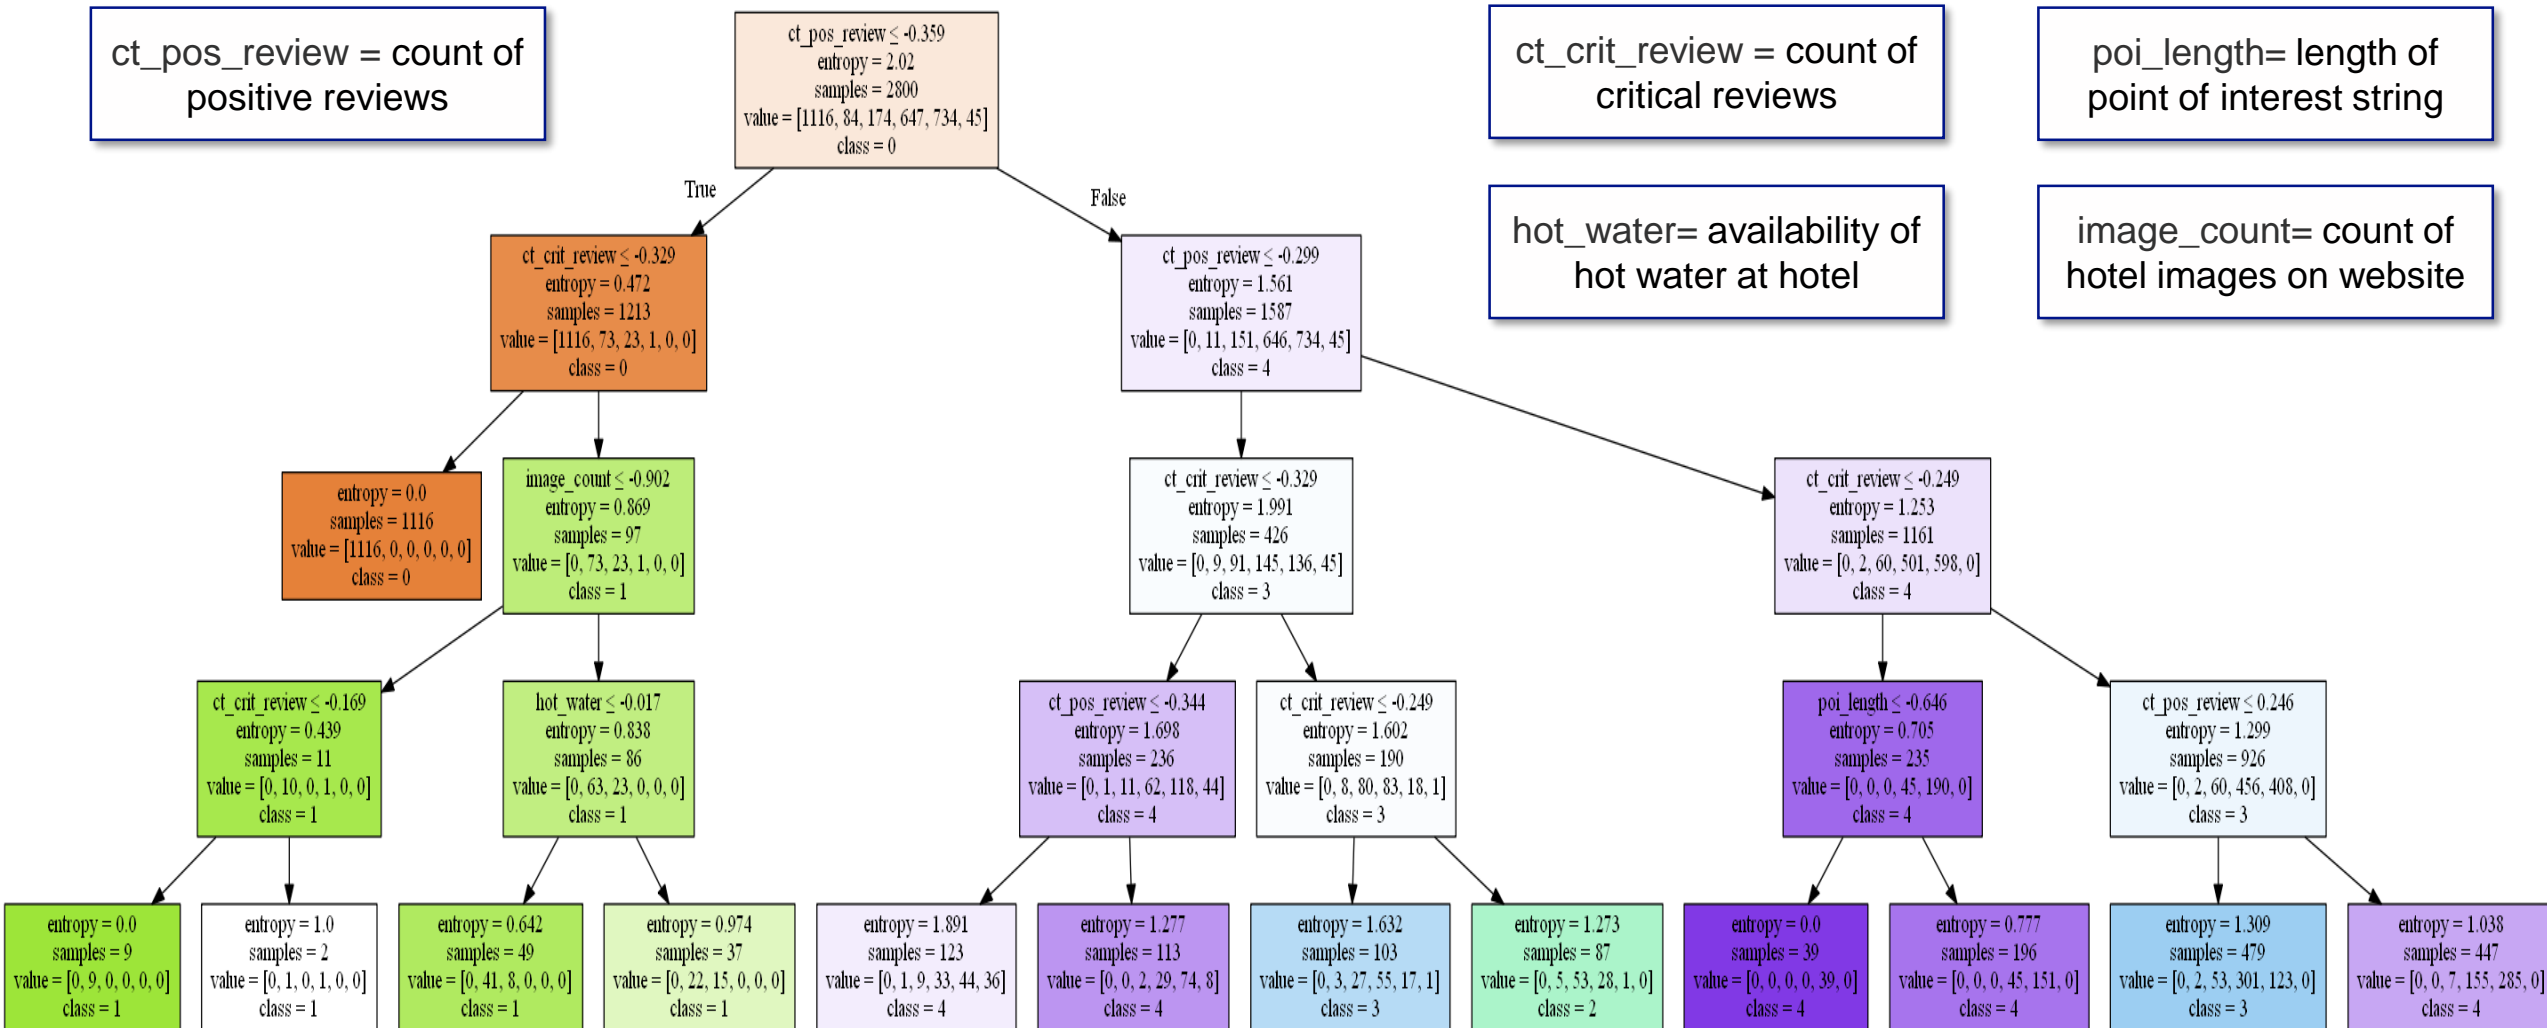 ct_pos_review = count of
positive reviews
ct_pos_review ≤ -0.359
entropy = 2.02
samples = 2800
value = [1116, 84, 174, 647, 734, 45]
class = 0
ct_crit_review = count of
critical reviews
poi_length= length of
point of interest string
hot_water= availability of
hot water at hotel
image_count= count of
hotel images on website
True
False
ct_crit_review ≤ -0.329
entropy = 0.472
samples = 1213
value = [1116, 73, 23, 1, 0, 0]
class = 0
ct_pos_review ≤ -0.299
entropy = 1.561
samples = 1587
value = [0, 11, 151, 646, 734, 45]
class = 4
entropy = 0.0
samples = 1116
value = [1116, 0, 0, 0, 0, 0]
class = 0
image_count ≤ -0.902
entropy = 0.869
samples = 97
value = [0, 73, 23, 1, 0, 0]
class = 1
ct_crit_review ≤ -0.329
entropy = 1.991
samples = 426
value = [0, 9, 91, 145, 136, 45]
class = 3
ct_crit_review ≤ -0.249
entropy = 1.253
samples = 1161
value = [0, 2, 60, 501, 598, 0]
class = 4
ct_crit_review ≤ -0.169
entropy = 0.439
samples = 11
value = [0, 10, 0, 1, 0, 0]
class = 1
hot_water ≤ -0.017
entropy = 0.838
samples = 86
value = [0, 63, 23, 0, 0, 0]
class = 1
ct_pos_review ≤ -0.344
entropy = 1.698
samples = 236
value = [0, 1, 11, 62, 118, 44]
class = 4
ct_crit_review ≤ -0.249
entropy = 1.602
samples = 190
value = [0, 8, 80, 83, 18, 1]
class = 3
poi_length ≤ -0.646
entropy = 0.705
samples = 235
value = [0, 0, 0, 45, 190, 0]
class = 4
ct_pos_review ≤ 0.246
entropy = 1.299
samples = 926
value = [0, 2, 60, 456, 408, 0]
class = 3
entropy = 0.0
samples = 9
value = [0, 9, 0, 0, 0, 0]
class = 1
entropy = 1.0
samples = 2
value = [0, 1, 0, 1, 0, 0]
class = 1
entropy = 0.642
samples = 49
value = [0, 41, 8, 0, 0, 0]
class = 1
entropy = 0.974
samples = 37
value = [0, 22, 15, 0, 0, 0]
class = 1
entropy = 1.891
samples = 123
value = [0, 1, 9, 33, 44, 36]
class = 4
entropy = 1.277
samples = 113
value = [0, 0, 2, 29, 74, 8]
class = 4
entropy = 1.632
samples = 103
value = [0, 3, 27, 55, 17, 1]
class = 3
entropy = 1.273
samples = 87
value = [0, 5, 53, 28, 1, 0]
class = 2
entropy = 0.0
samples = 39
value = [0, 0, 0, 0, 39, 0]
class = 4
entropy = 0.777
samples = 196
value = [0, 0, 0, 45, 151, 0]
class = 4
entropy = 1.309
samples = 479
value = [0, 2, 53, 301, 123, 0]
class = 3
entropy = 1.038
samples = 447
value = [0, 0, 7, 155, 285, 0]
class = 4